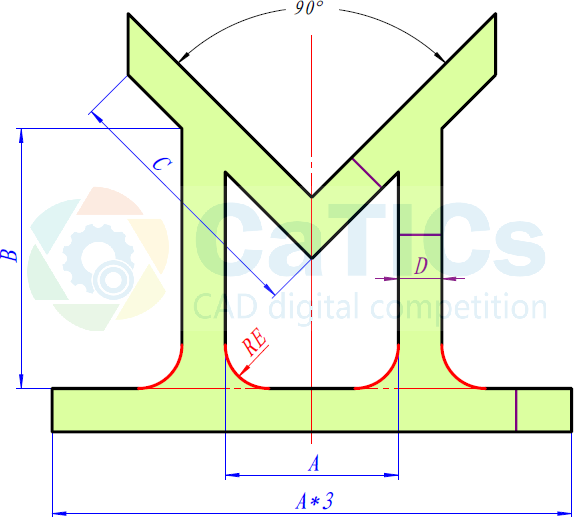 90°
C
B
CaTICs
D
CAD digital competition
RE
A
A*3